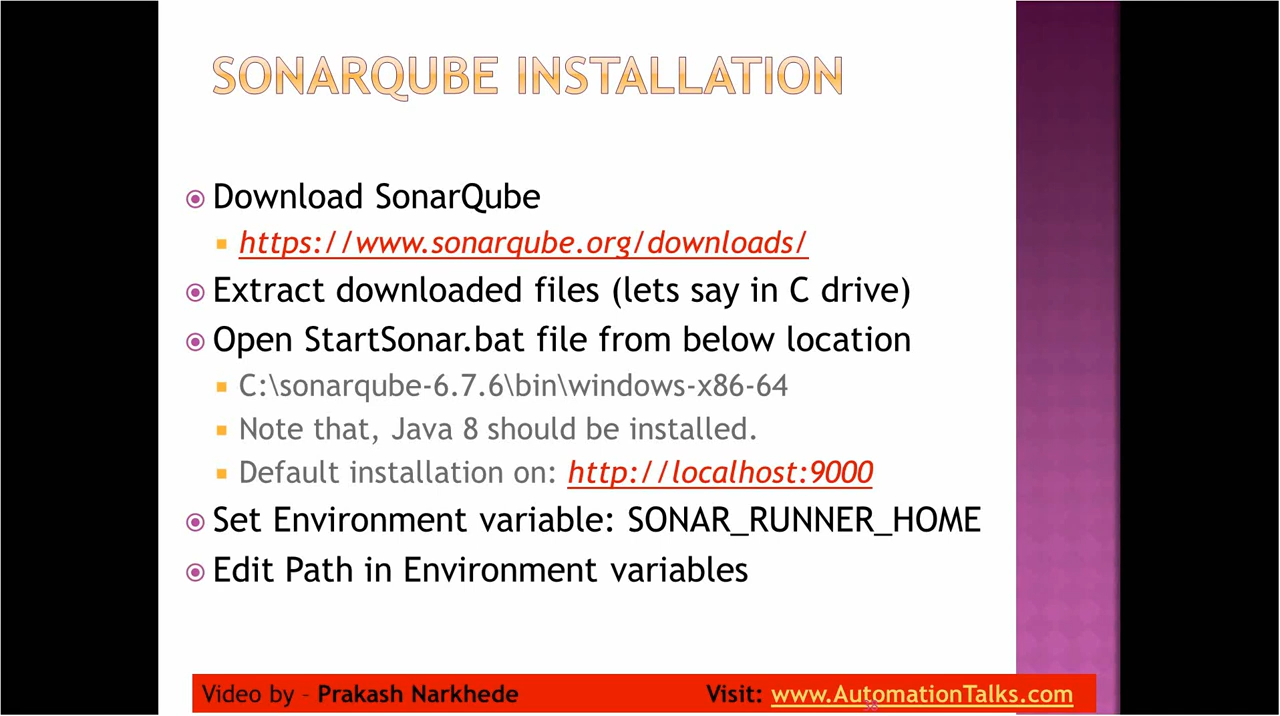 SONARQUBE INSTALLATION
Download SonarQube
https://www.sonarqube.org/downloads/
Extract downloaded files (lets say in C drive)
Open StartSonar.bat file from below location
C:\sonarqube-6.7.6\bin\windows-x86-64
Note that, Java 8 should be installed.
Default installation on: http://localhost:9000
Set Environment variable: SONAR_RUNNER_HOME
Edit Path in Environment variables
Video by – Prakash Narkhede Visit: www.AutomationTalks.com